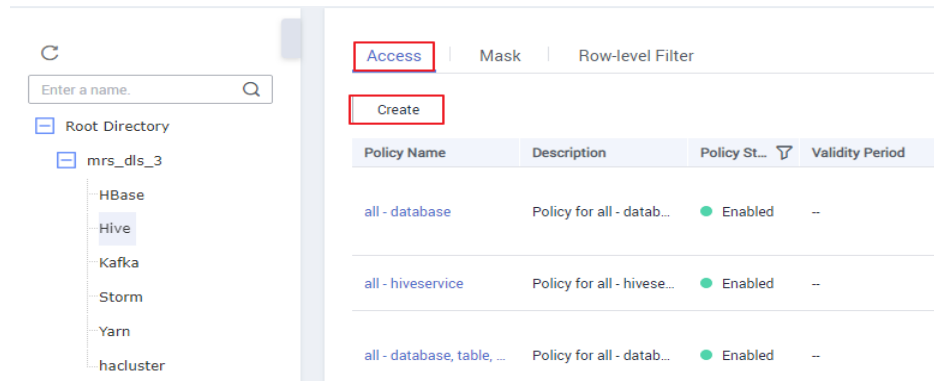 Enter a name.
Root Directory
mrs_dls_3
HBase
Hive
Kafka
Storm
Yarn
hacluster
Access Mask Row-level Filter
Create
Policy Name Description Policy St... Validity Period
all - database Policy for all - datab... Enabled --
all - hiveservice Policy for all - hivese... Enabled --
all - database, table, ... Policy for all - datab... Enabled --